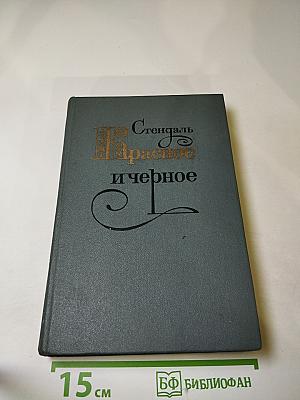 Стендаль
Красное
и черное
15 см
БФ БИБЛИОФАН